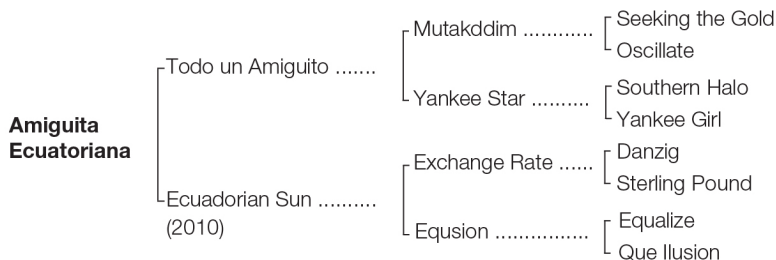 Mutakddim ............
Seeking the Gold
Oscillate
Todo un Amiguito .......
Yankee Star ..........
Southern Halo
Yankee Girl
Amiguita
Ecuatoriana
Exchange Rate ......
Danzig
Sterling Pound
Ecuadorian Sun ..........
(2010)
Equsion ................
Equalize
Que Ilusion